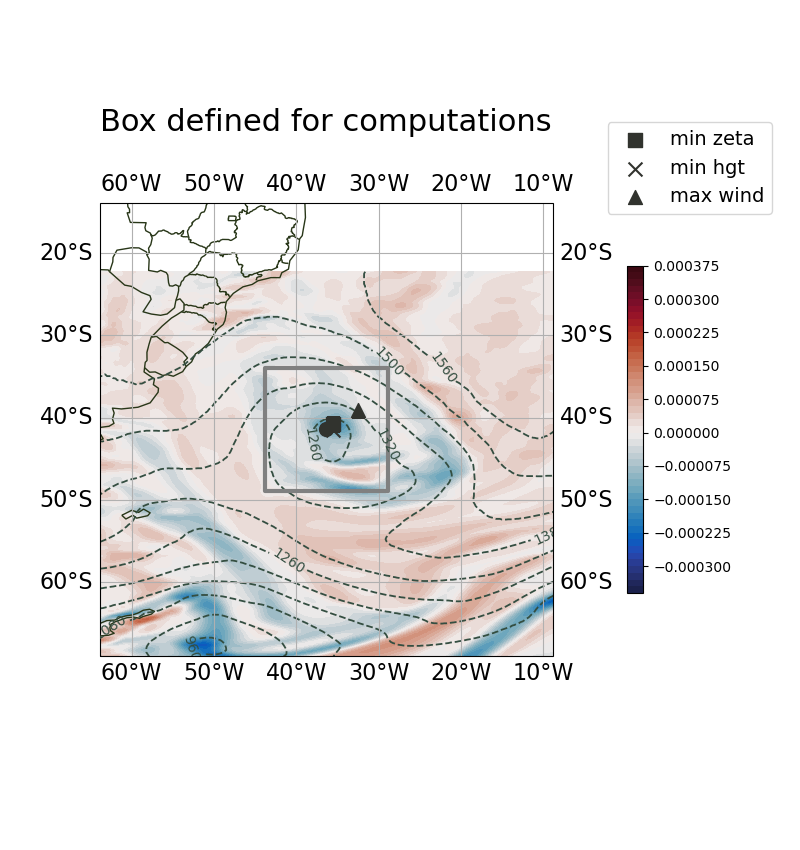 Box defined for computations
min zeta
min hgt
max wind
60°W 50°W 40°W 30°W 20°W 10°W
20°S 20°S
30°S 30°S
40°S 40°S
50°S 50°S
60°S 60°S
60°W 50°W 40°W 30°W 20°W 10°W
1500
1560
1260
1320
1260
0.000375
0.000300
0.000225
0.000150
0.000075
0.000000
−0.000075
−0.000150
−0.000225
−0.000300